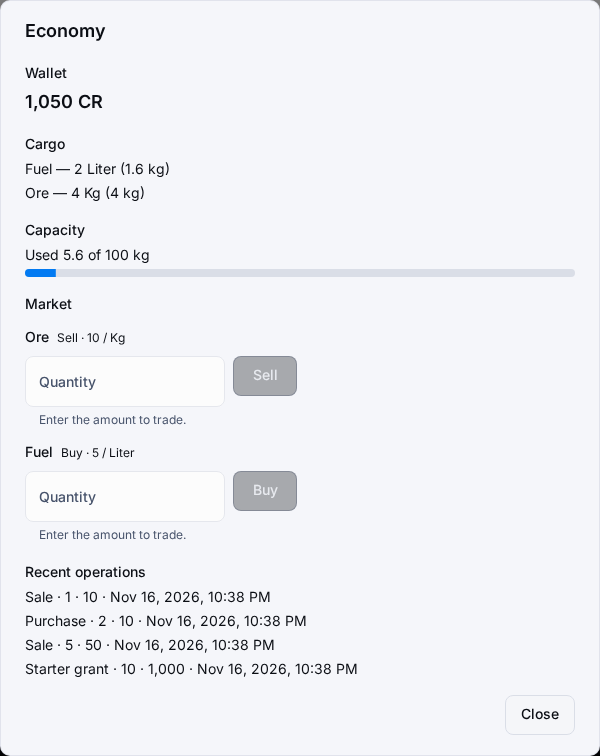 Economy
Wallet
1,050 CR
Cargo
Fuel — 2 Liter (1.6 kg)
Ore — 4 Kg (4 kg)
Capacity
Used 5.6 of 100 kg
Market
Ore Sell · 10 / Kg
Quantity Sell
Enter the amount to trade.
Fuel Buy · 5 / Liter
Quantity Buy
Enter the amount to trade.
Recent operations
Sale · 1 · 10 · Nov 16, 2026, 10:38 PM
Purchase · 2 · 10 · Nov 16, 2026, 10:38 PM
Sale · 5 · 50 · Nov 16, 2026, 10:38 PM
Starter grant · 10 · 1,000 · Nov 16, 2026, 10:38 PM
Close